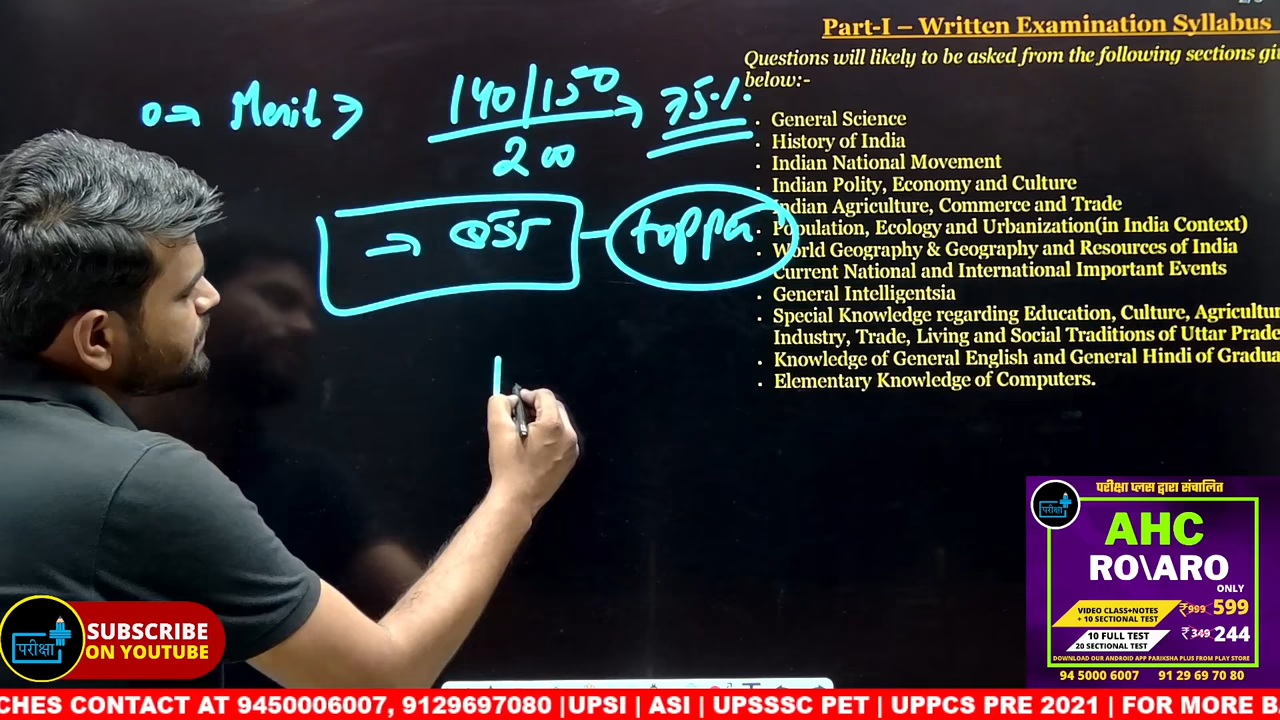 Part-I – Written Examination Syllabus
Questions will likely to be asked from the following sections gi
below:-
· General Science
· History of India
· Indian National Movement
· Indian Polity, Economy and Culture
Indian Agriculture, Commerce and Trade
· Population, Ecology and Urbanization(in India Context)
World Geography & Geography and Resources of India
Current National and International Important Events
· General Intelligentsia
· Special Knowledge regarding Education, Culture, Agricultur
Industry, Trade, Living and Social Traditions of Uttar Prade
· Knowledge of General English and General Hindi of Gradua
· Elementary Knowledge of Computers.
Merit ⇒ 140/150 → 75%
200
topper
परीक्षा
SUBSCRIBE
ON YOUTUBE
परीक्षा प्लस द्वारा संचालित
परीक्षा
AHC
RO\ARO
ONLY
VIDEO CLASS+NOTES
+ 10 SECTIONAL TEST
₹999 599
10 FULL TEST
20 SECTIONAL TEST
₹349 244
DOWNLOAD OUR ANDROID APP PARIKSHA PLUS FROM PLAY STORE
94 5000 6007 91 29 69 70 80
CHES CONTACT AT 9450006007, 9129697080 |UPSI | ASI | UPSSSC PET | UPPCS PRE 2021 | FOR MORE B